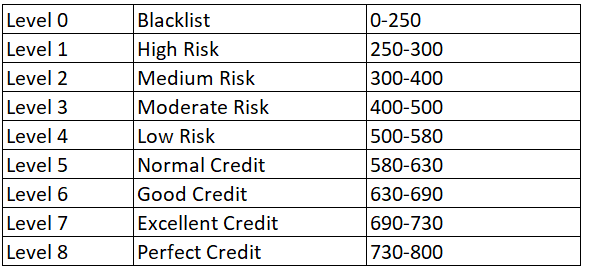 Level 0 Blacklist 0-250
Level 1 High Risk 250-300
Level 2 Medium Risk 300-400
Level 3 Moderate Risk 400-500
Level 4 Low Risk 500-580
Level 5 Normal Credit 580-630
Level 6 Good Credit 630-690
Level 7 Excellent Credit 690-730
Level 8 Perfect Credit 730-800